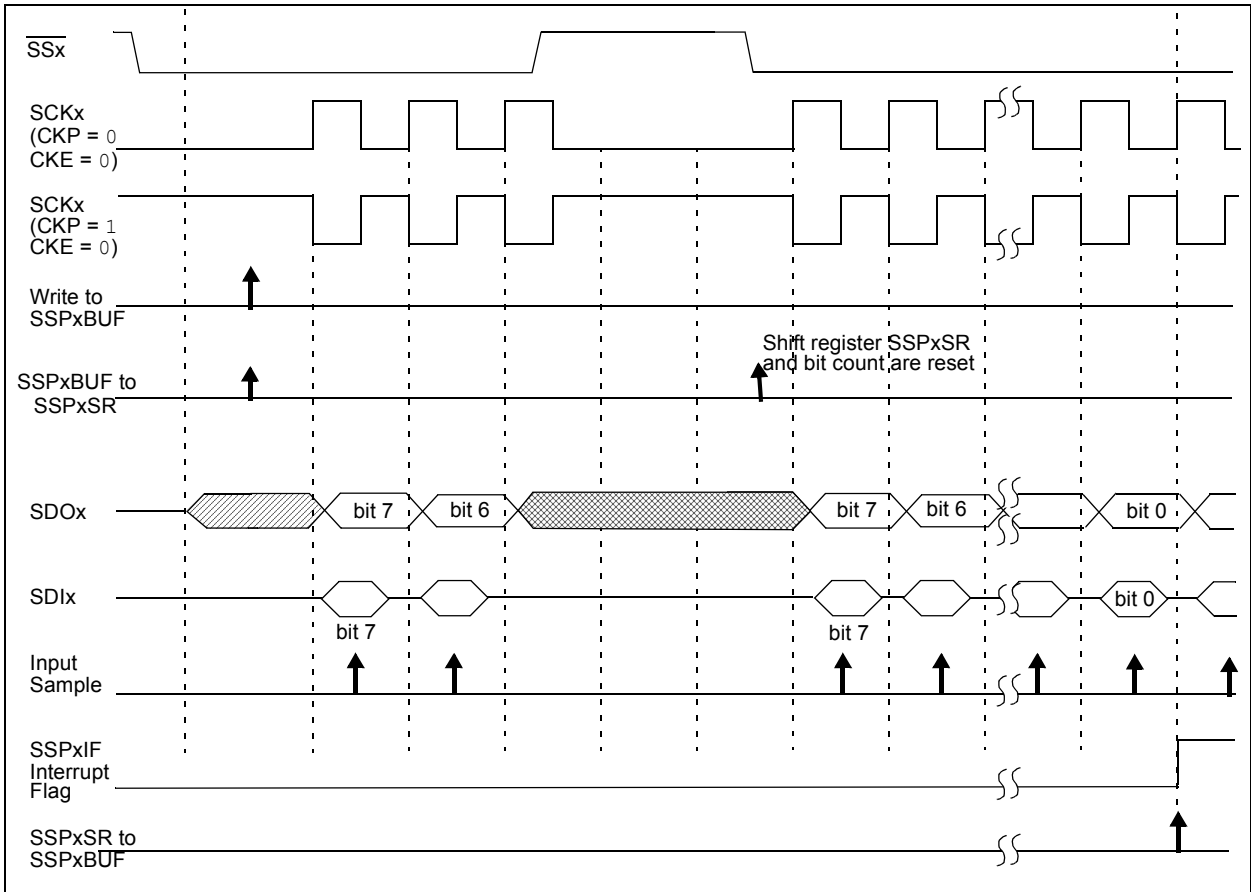 SSx
SCKx
(CKP = 0
CKE = 0)
SCKx
(CKP = 1
CKE = 0)
Write to
SSPxBUF
Shift register SSPxSR
and bit count are reset
SSPxBUF to
SSPxSR
SDOx
bit 7
bit 6
bit 7
bit 6
bit 0
SDIx
bit 0
bit 7
bit 7
Input
Sample
SSPxIF
Interrupt
Flag
SSPxSR to
SSPxBUF